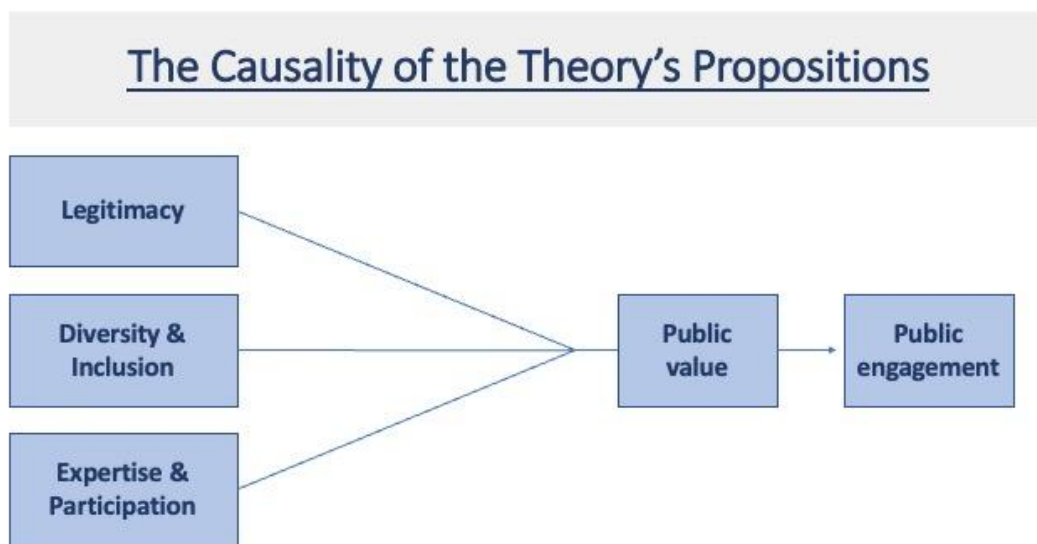 The Causality of the Theory’s Propositions
Legitimacy
Diversity &
Inclusion
Expertise &
Participation
Public
value
Public
engagement